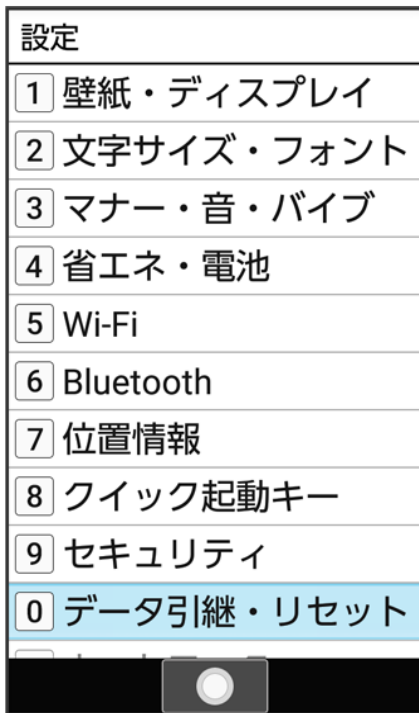 設定
1 壁紙・ディスプレイ
2 文字サイズ・フォント
3 マナー・音・バイブ
4 省エネ・電池
5 Wi-Fi
6 Bluetooth
7 位置情報
8 クイック起動キー
9 セキュリティ
0 データ引継・リセット